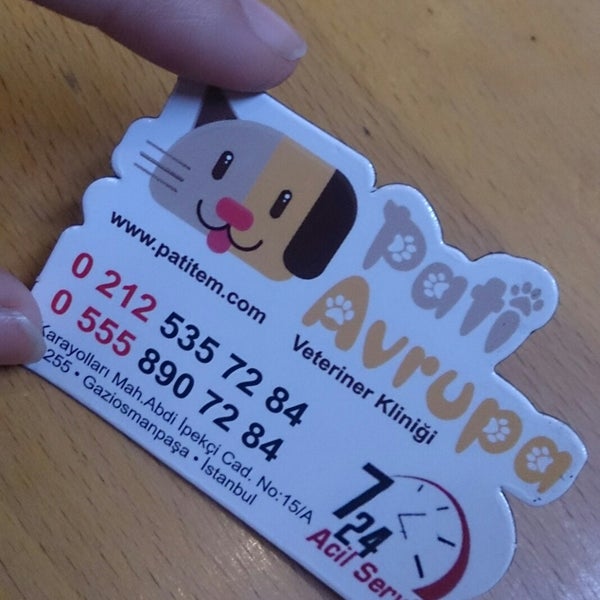 pati
Avrupa
Veteriner Kliniği
www.patitem.com
0 212 535 72 84
0 555 890 72 84
Karayolları Mah.Abdi İpekçi Cad. No:15/A
255 • Gaziosmanpaşa • İstanbul
7
24
Acil